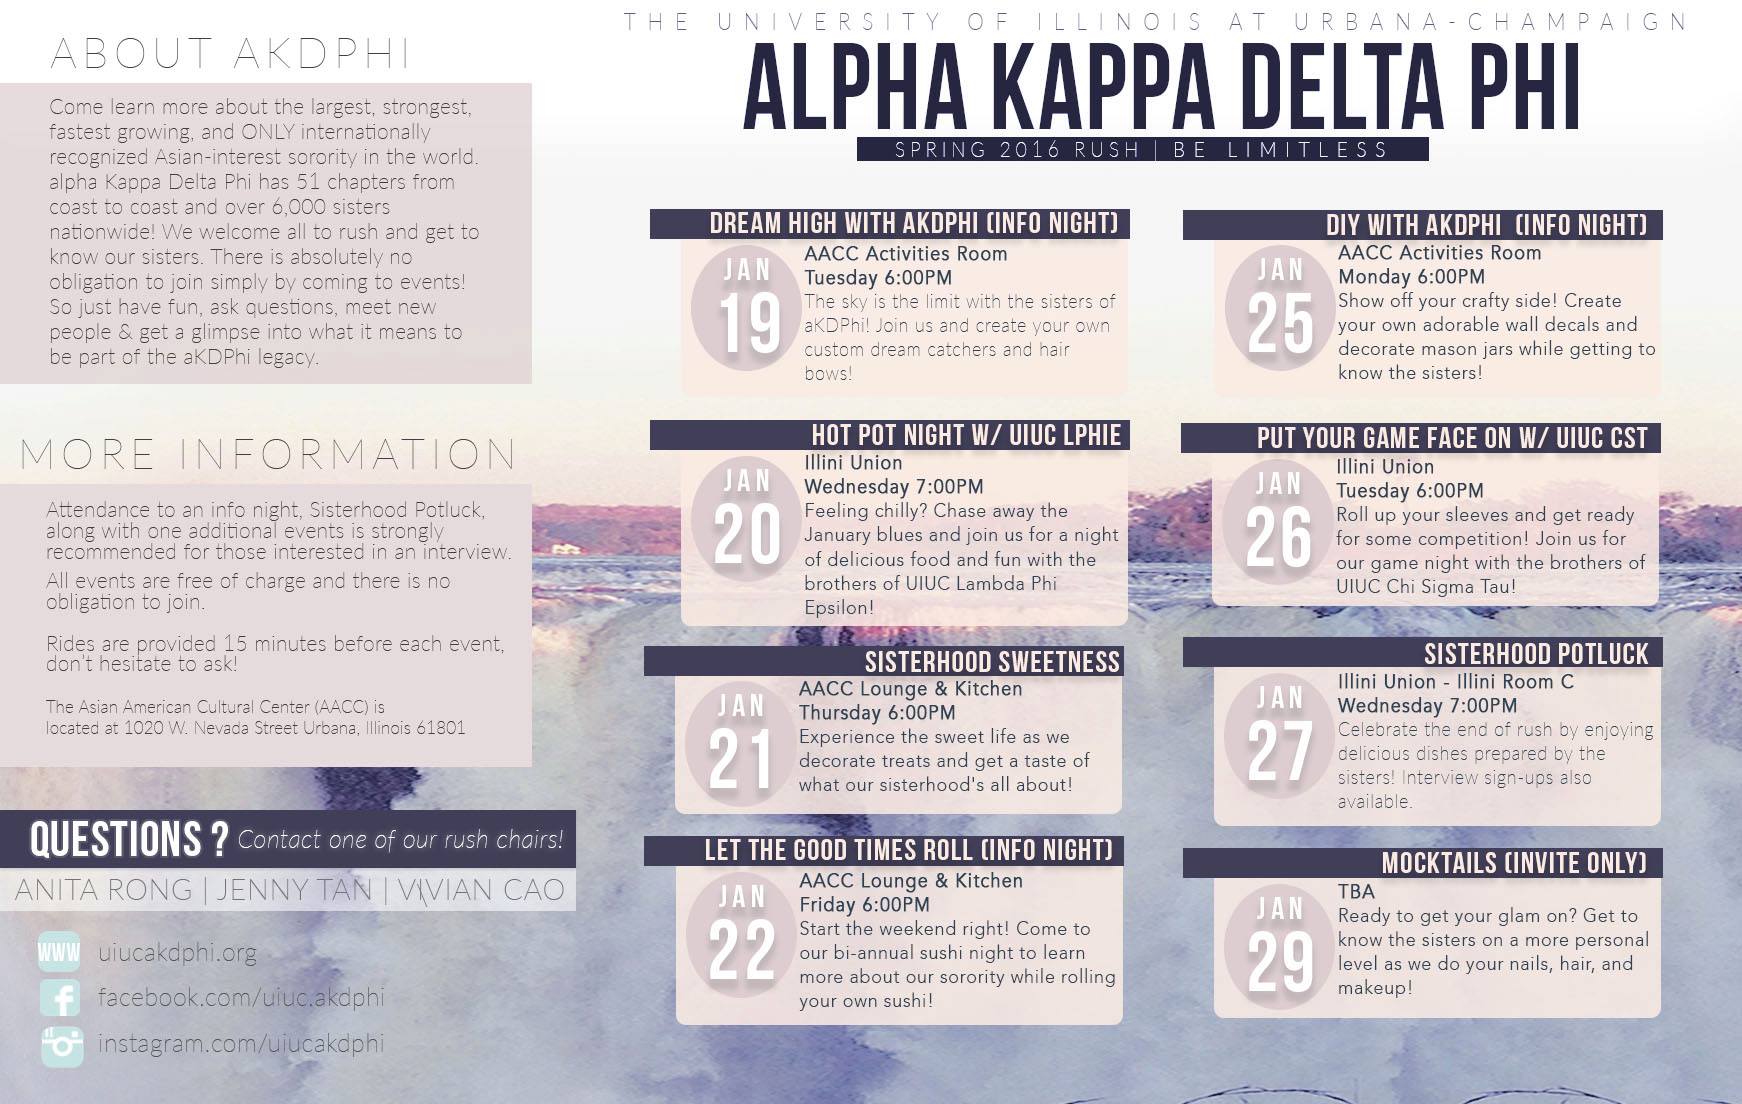 ABOUT AKDPHI
Come learn more about the largest, strongest,
fastest growing, and ONLY internationally
recognized Asian-interest sorority in the world.
alpha Kappa Delta Phi has 51 chapters from
coast to coast and over 6,000 sisters
nationwide! We welcome all to rush and get to
know our sisters. There is absolutely no
obligation to join simply by coming to events!
So just have fun, ask questions, meet new
people & get a glimpse into what it means to
be part of the aKDPhi legacy.
MORE INFORMATION
Attendance to an info night, Sisterhood Potluck,
along with one additional events is strongly
recommended for those interested in an interview.
All events are free of charge and there is no
obligation to join.
Rides are provided 15 minutes before each event,
don't hesitate to ask!
The Asian American Cultural Center (AACC) is
located at 1020 W. Nevada Street Urbana, Illinois 61801
QUESTIONS ? Contact one of our rush chairs!
ANITA RONG | JENNY TAN | VIVIAN CAO
www uiucakdphi.org
facebook.com/uiuc.akdphi
instagram.com/uiucakdphi
THE UNIVERSITY OF ILLINOIS AT URBANA-CHAMPAIGN
ALPHA KAPPA DELTA PHI
SPRING 2016 RUSH | BE LIMITLESS
DREAM HIGH WITH AKDPHI (INFO NIGHT)
JAN
19
AACC Activities Room
Tuesday 6:00PM
The sky is the limit with the sisters of
aKDPhi! Join us and create your own
custom dream catchers and hair
bows!
HOT POT NIGHT W/ UIUC LPHIE
JAN
20
Illini Union
Wednesday 7:00PM
Feeling chilly? Chase away the
January blues and join us for a night
of delicious food and fun with the
brothers of UIUC Lambda Phi
Epsilon!
SISTERHOOD SWEETNESS
JAN
21
AACC Lounge & Kitchen
Thursday 6:00PM
Experience the sweet life as we
decorate treats and get a taste of
what our sisterhood's all about!
LET THE GOOD TIMES ROLL (INFO NIGHT)
JAN
22
AACC Lounge & Kitchen
Friday 6:00PM
Start the weekend right! Come to
our bi-annual sushi night to learn
more about our sorority while rolling
your own sushi!
DIY WITH AKDPHI (INFO NIGHT)
JAN
25
AACC Activities Room
Monday 6:00PM
Show off your crafty side! Create
your own adorable wall decals and
decorate mason jars while getting to
know the sisters!
PUT YOUR GAME FACE ON W/ UIUC CST
JAN
26
Illini Union
Tuesday 6:00PM
Roll up your sleeves and get ready
for some competition! Join us for
our game night with the brothers of
UIUC Chi Sigma Tau!
SISTERHOOD POTLUCK
JAN
27
Illini Union - Illini Room C
Wednesday 7:00PM
Celebrate the end of rush by enjoying
delicious dishes prepared by the
sisters! Interview sign-ups also
available.
MOCKTAILS (INVITE ONLY)
JAN
29
TBA
Ready to get your glam on? Get to
know the sisters on a more personal
level as we do your nails, hair, and
makeup!